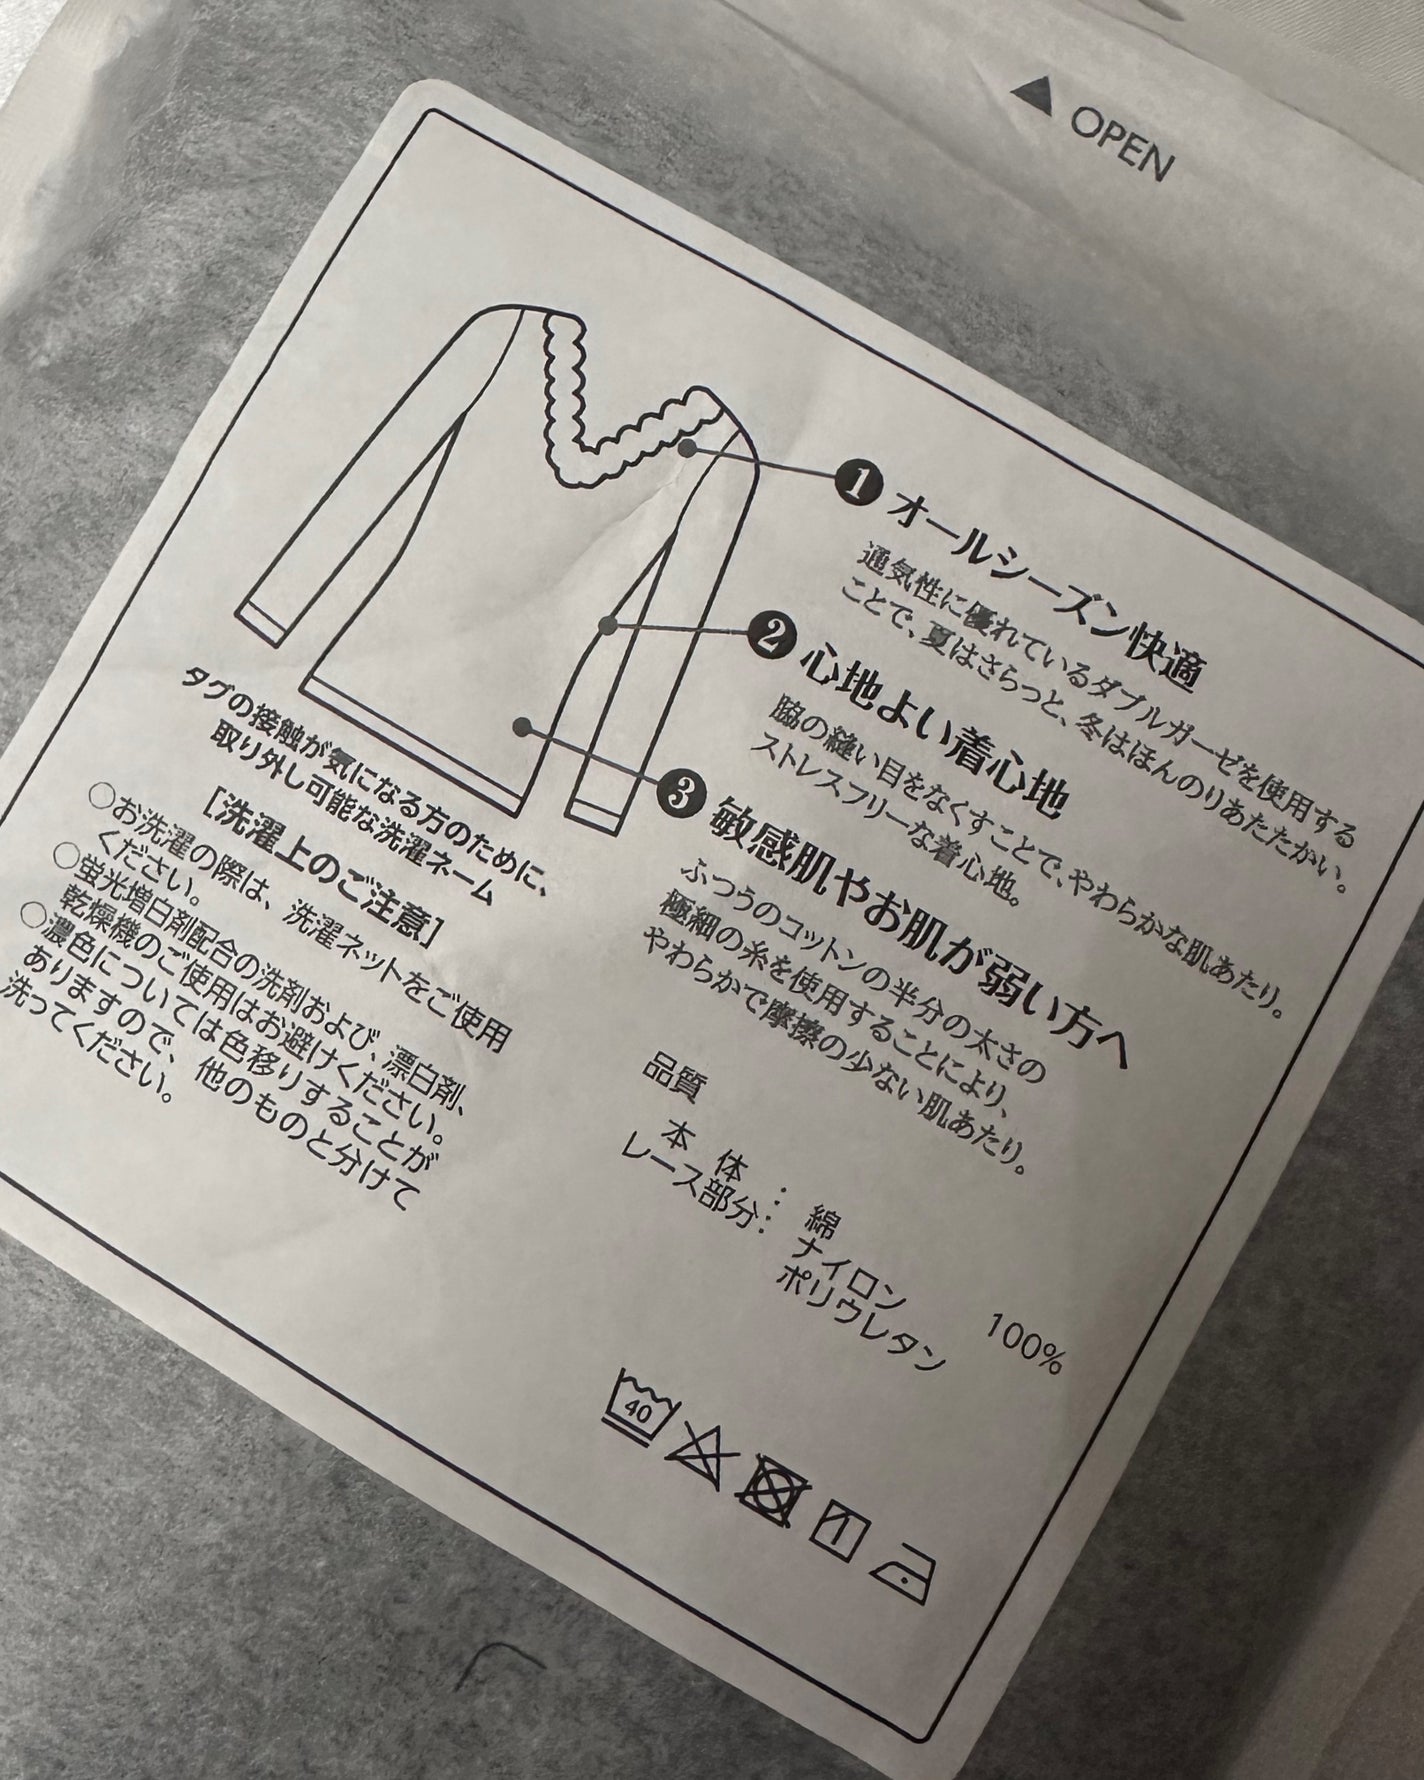 ▲ OPEN
❶ オールシーズン快適
通気性に優れているダブルガーゼを使用する
ことで、夏はさらっと、冬はほんのりあたたかい。
❷ 心地よい着心地
脇の縫い目をなくすことで、やわらかな肌あたり。
ストレスフリーな着心地。
❸ 敏感肌やお肌が弱い方へ
ふつうのコットンの半分の太さの
極細の糸を使用することにより、
やわらかで摩擦の少ない肌あたり。
タグの接触が気になる方のために、
取り外し可能な洗濯ネーム
[洗濯上のご注意]
○お洗濯の際は、洗濯ネットをご使用
ください。
○蛍光増白剤配合の洗剤および、漂白剤、
乾燥機のご使用はお避けください。
○濃色については色移りすることが
ありますので、他のものと分けて
洗ってください。
品質
本体 : 綿 100%
レース部分: ナイロン
ポリウレタン
40